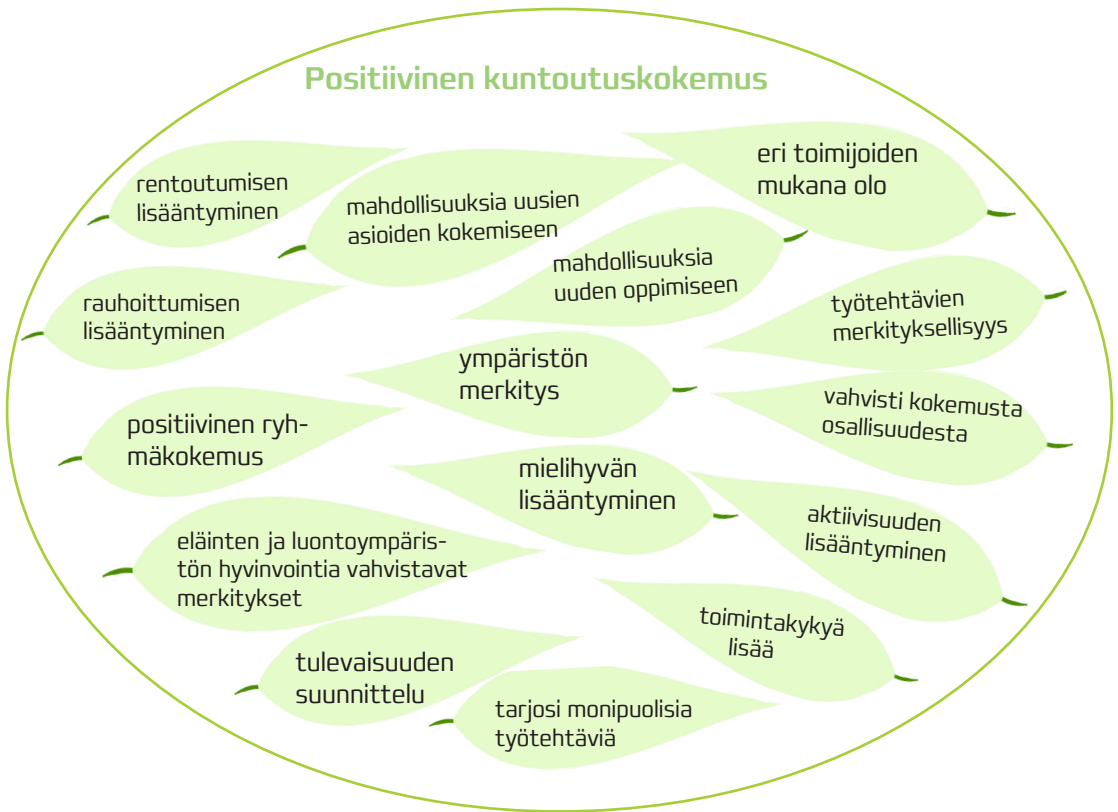 Positiivinen kuntoutuskokemus
rentoutumisen
lisääntyminen
mahdollisuuksia uusien
asioiden kokemiseen
eri toimijoiden
mukana olo
rauhoittumisen
lisääntyminen
mahdollisuuksia
uuden oppimiseen
työtehtävien
merkityksellisyys
ympäristön
merkitys
positiivinen ryh-
mäkokemus
vahvisti kokemusta
osallisuudesta
mielihyvän
lisääntyminen
aktiivisuuden
lisääntyminen
eläinten ja luontoympäris-
tön hyvinvointia vahvistavat
merkitykset
toimintakykyä
lisää
tulevaisuuden
suunnittelu
tarjosi monipuolisia
työtehtäviä